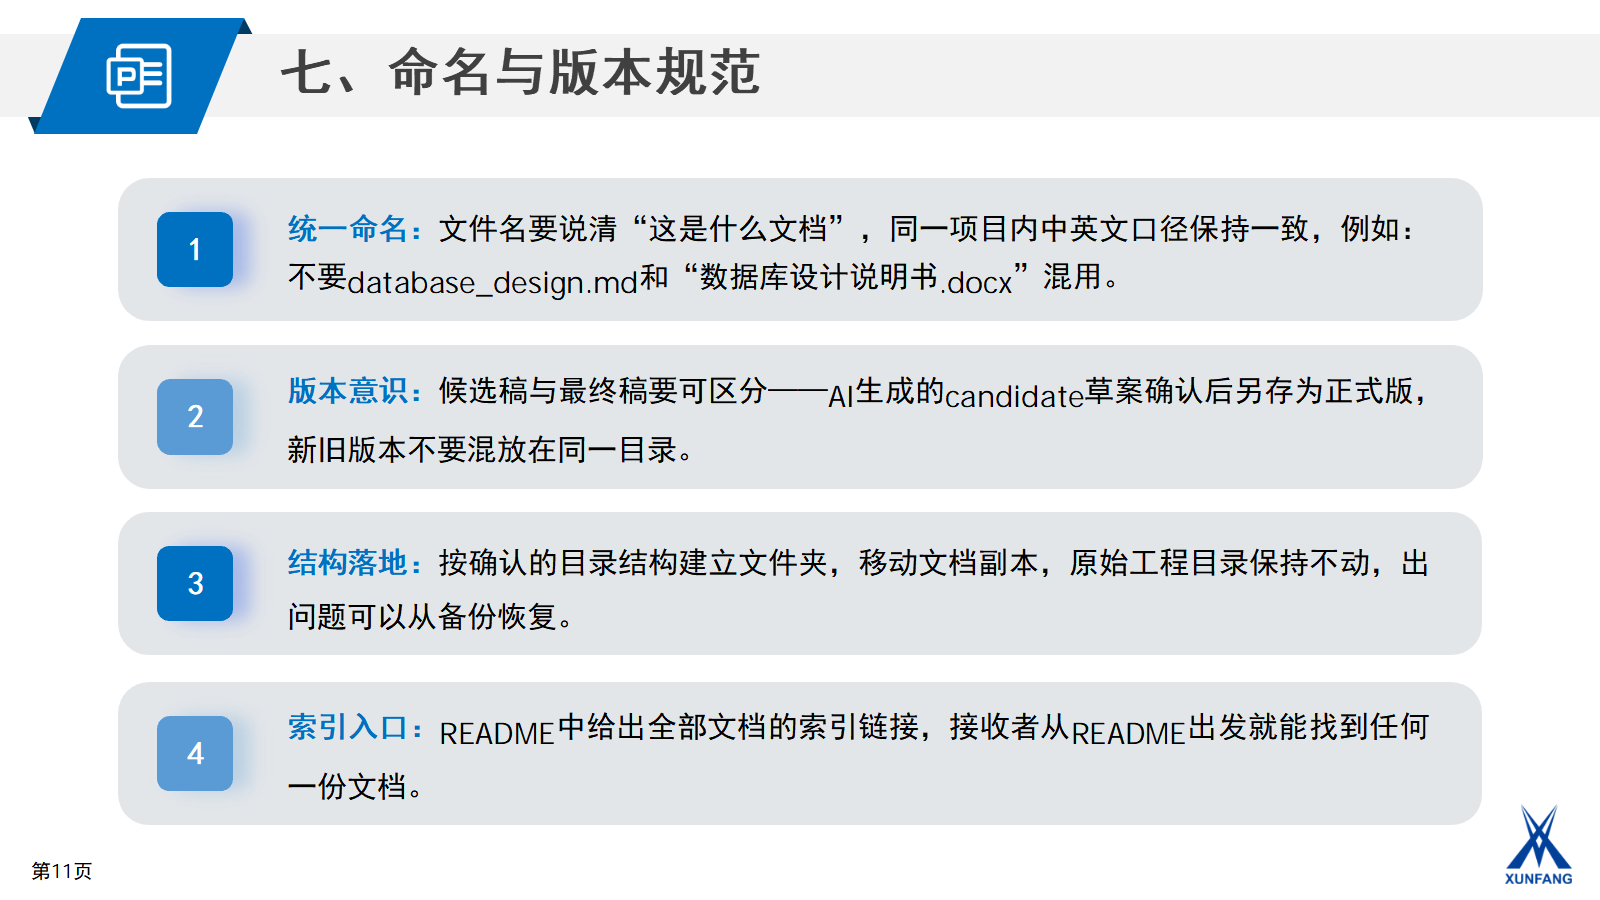 七、命名与版本规范
1
统一命名：文件名要说清“这是什么文档”，同一项目内中英文口径保持一致，例如：
不要database_design.md和“数据库设计说明书.docx”混用。
2
版本意识：候选稿与最终稿要可区分——AI生成的candidate草案确认后另存为正式版，
新旧版本不要混放在同一目录。
3
结构落地：按确认的目录结构建立文件夹，移动文档副本，原始工程目录保持不动，出
问题可以从备份恢复。
4
索引入口：README中给出全部文档的索引链接，接收者从README出发就能找到任何
一份文档。
第11页
XUNFANG